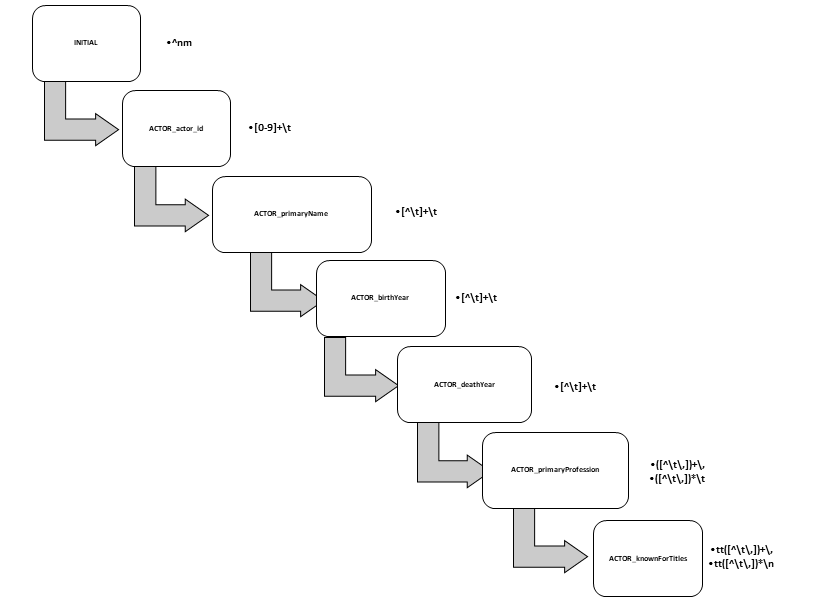 INITIAL
•^nm
ACTOR_actor_id
•[0-9]+\t
ACTOR_primaryName
•[^\t]+\t
ACTOR_birthYear
•[^\t]+\t
ACTOR_deathYear
•[^\t]+\t
ACTOR_primaryProfession
•([^\t\,])+\,
•([^\t\,])*\t
ACTOR_knownForTitles
•tt([^\t\,])+\,
•tt([^\t\,])*\n